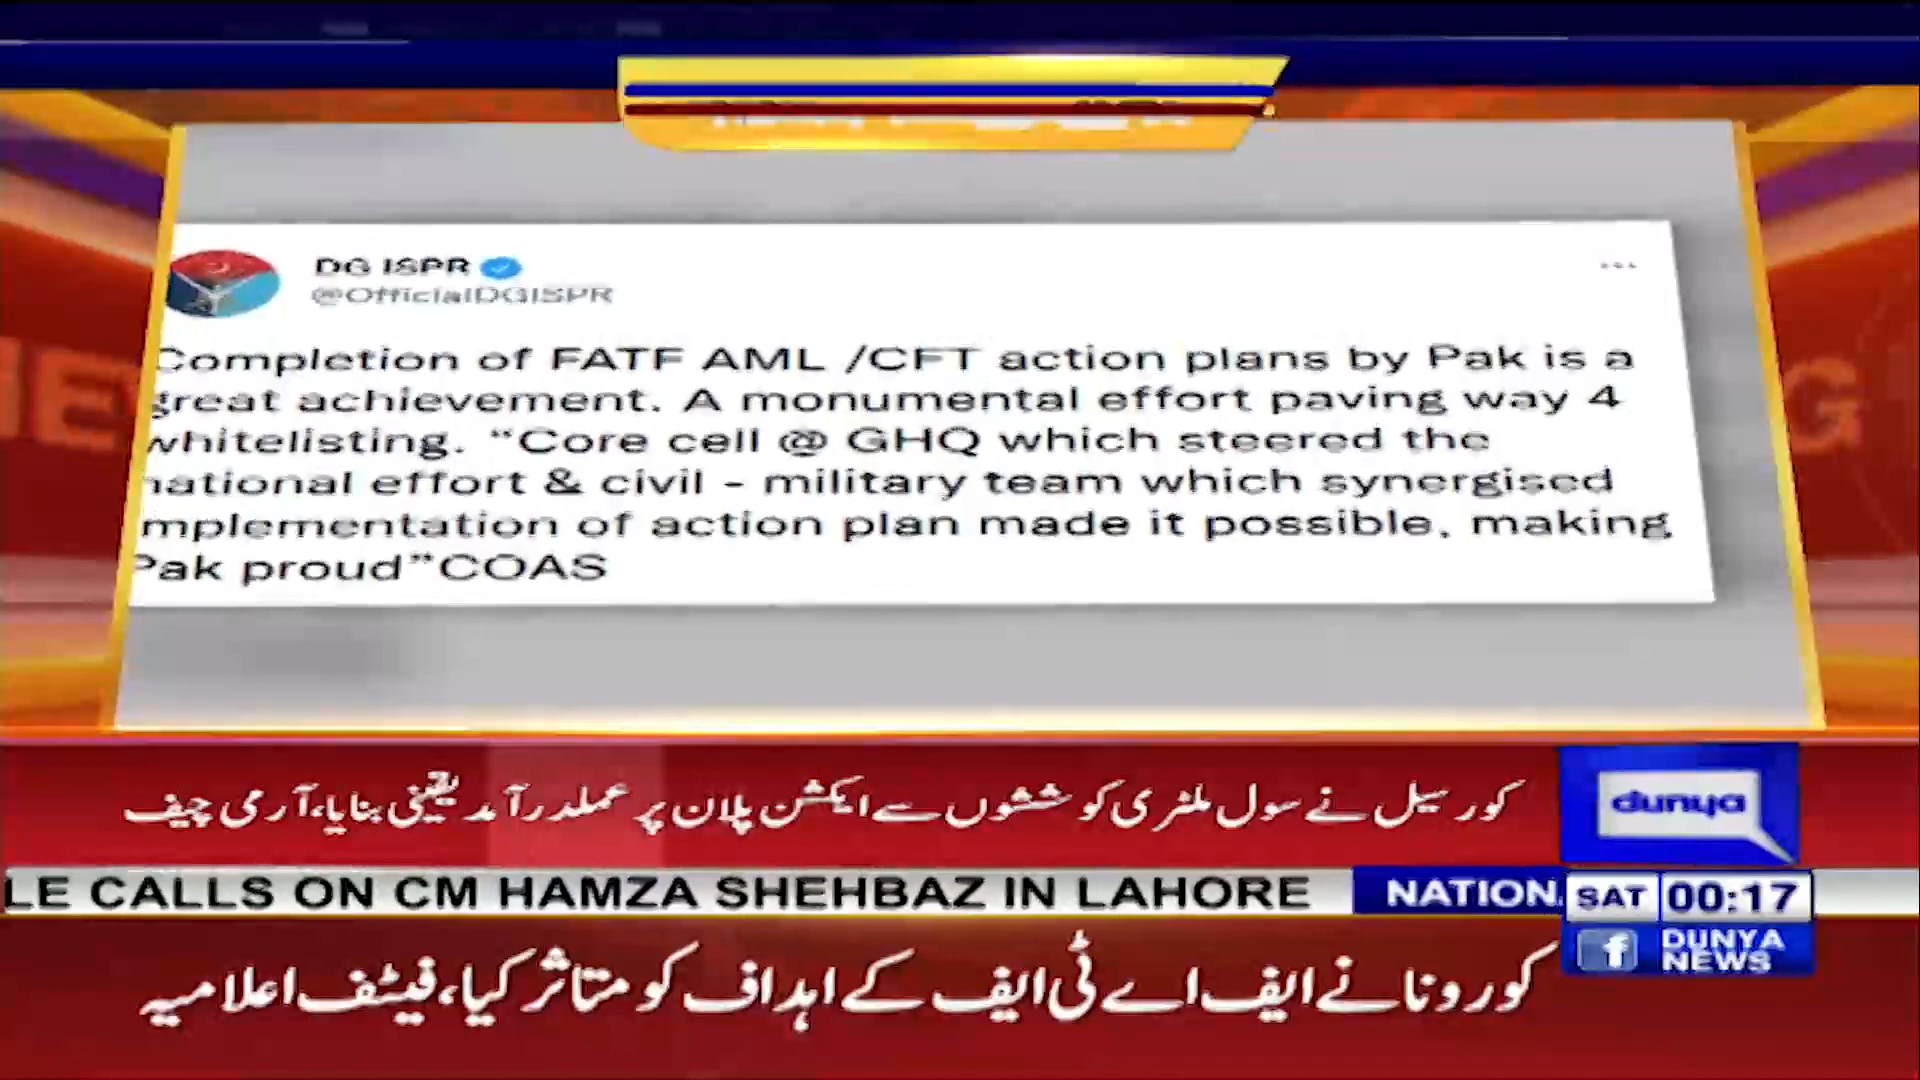 DG ISPR
@OfficialDGISPR
Completion of FATF AML /CFT action plans by Pak is a
great achievement. A monumental effort paving way 4
whitelisting. "Core cell @ GHQ which steered the
national effort & civil - military team which synergised
implementation of action plan made it possible, making
Pak proud"COAS
کور سیل نے سول ملٹری کوششوں سے ایکشن پلان پر عملدرآمد یقینی بنایا،آرمی چیف
dunya
LE CALLS ON CM HAMZA SHEHBAZ IN LAHORE NATION
SAT 00:17
f DUNYA NEWS
کورونا نے ایف اے ٹی ایف کے اہداف کو متاثر کیا،فیٹف اعلامیہ